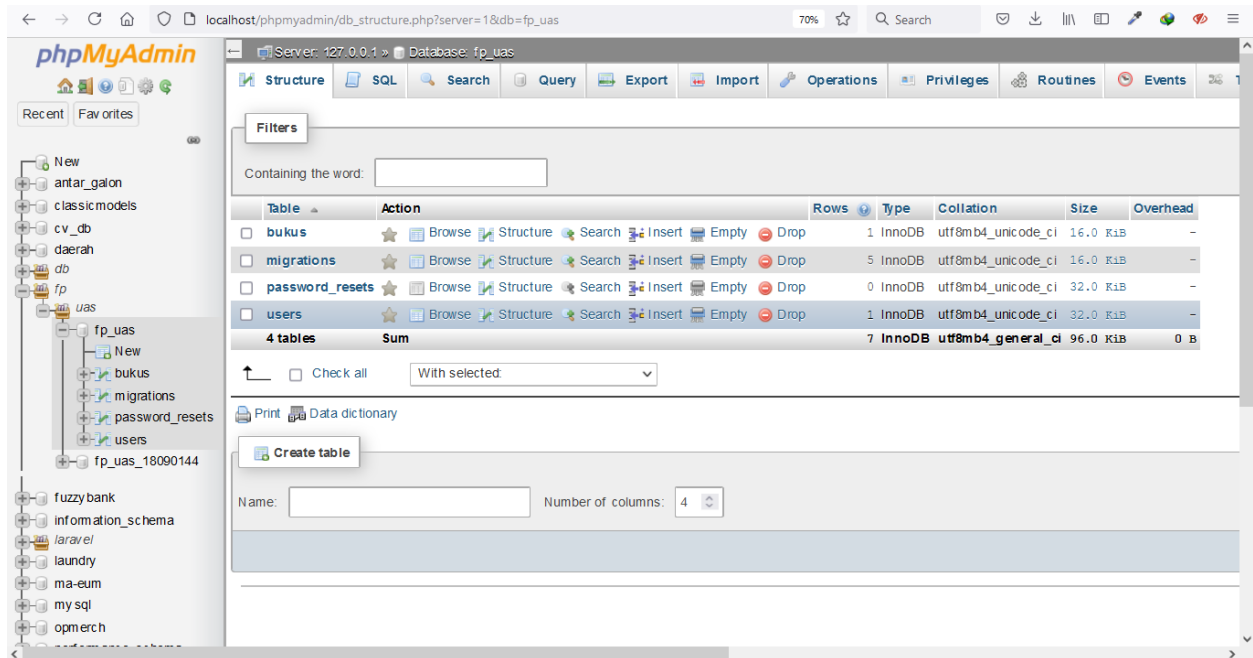 localhost/phpmyadmin/db_structure.php?server=1&db=fp_uas
70%
Search
phpMyAdmin
Recent
Favorites
New
antar_galon
classicmodels
cv_db
daerah
db
fp
uas
fp_uas
New
bukus
migrations
password_resets
users
fp_uas_18090144
fuzzybank
information_schema
laravel
laundry
ma-eum
mysql
opmerch
Server: 127.0.0.1 » Database: fp_uas
Structure SQL Search Query Export Import Operations Privileges Routines Events
Filters
Containing the word:
Table Action Rows Type Collation Size Overhead
bukus Browse Structure Search Insert Empty Drop 1 InnoDB utf8mb4_unicode_ci 16.0 KiB -
migrations Browse Structure Search Insert Empty Drop 5 InnoDB utf8mb4_unicode_ci 16.0 KiB -
password_resets Browse Structure Search Insert Empty Drop 0 InnoDB utf8mb4_unicode_ci 32.0 KiB -
users Browse Structure Search Insert Empty Drop 1 InnoDB utf8mb4_unicode_ci 32.0 KiB -
4 tables Sum 7 InnoDB utf8mb4_general_ci 96.0 KiB 0 B
Check all With selected:
Print Data dictionary
Create table
Name: Number of columns: 4